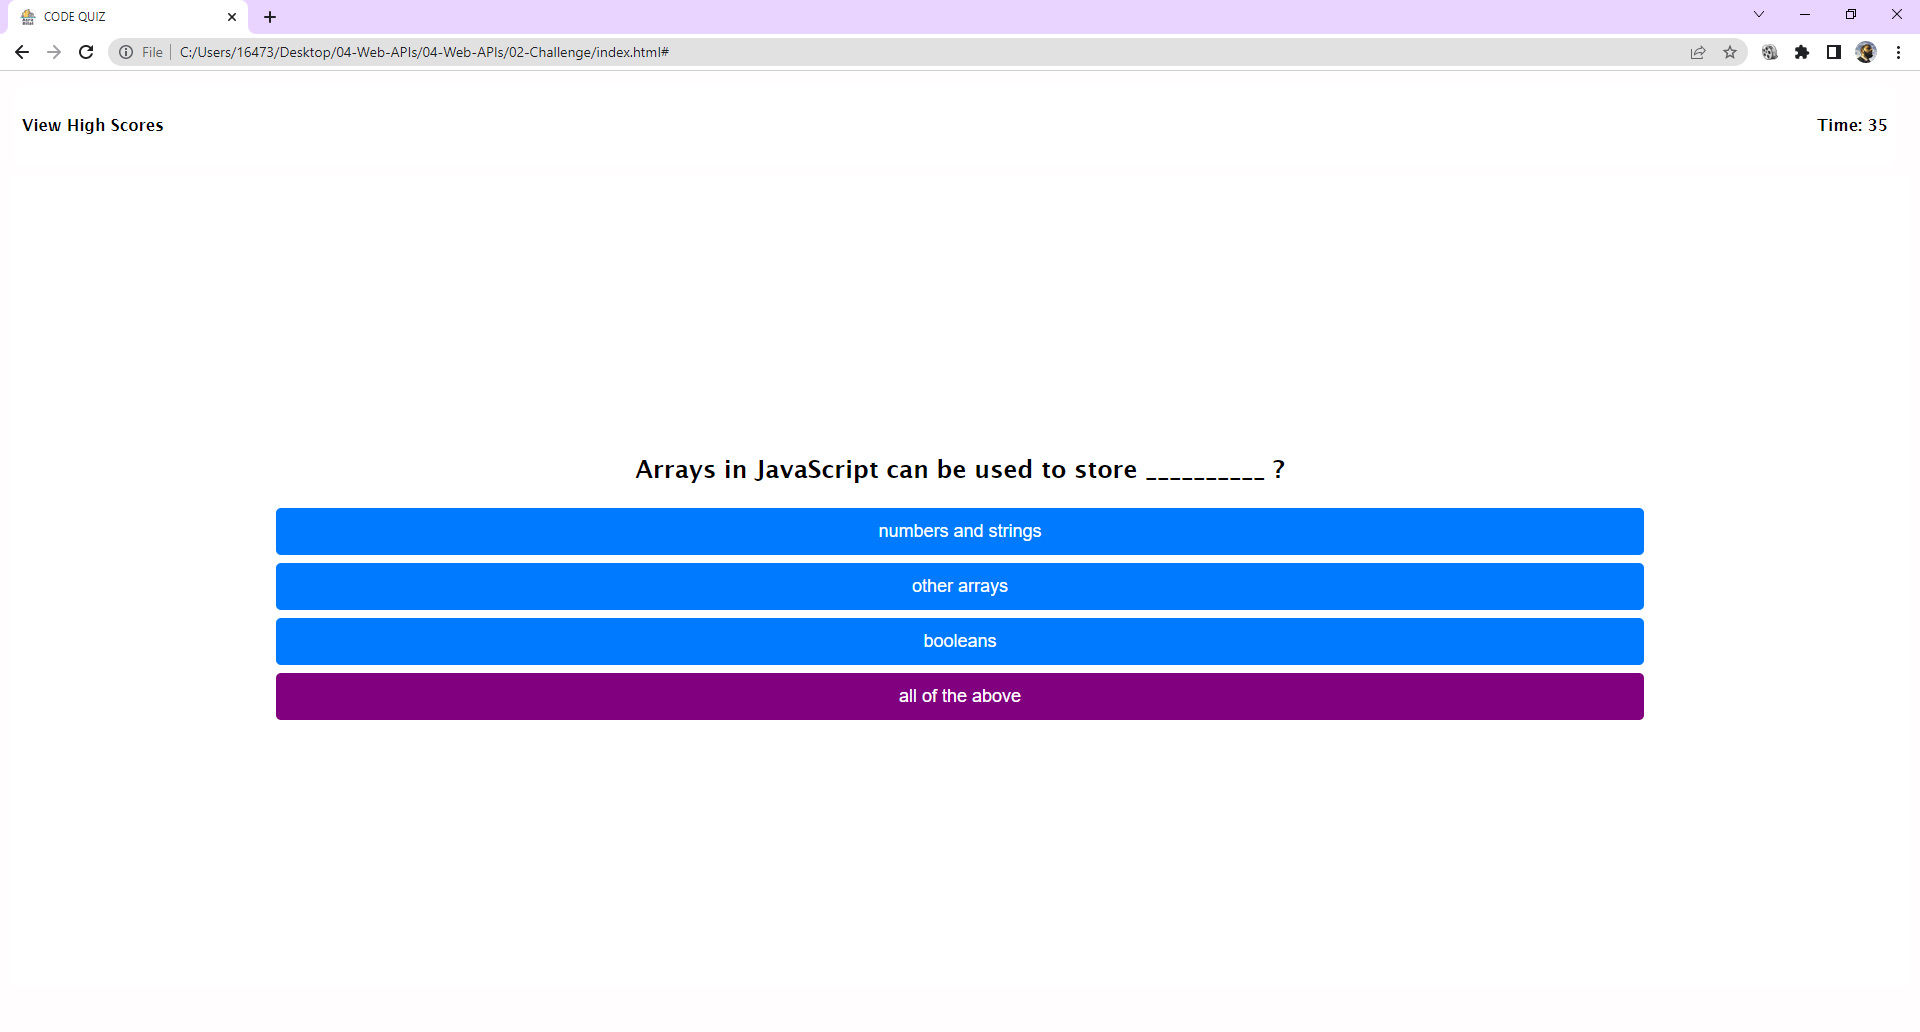 CODE QUIZ
File C:/Users/16473/Desktop/04-Web-APIs/04-Web-APIs/02-Challenge/index.html#
View High Scores
Time: 35
Arrays in JavaScript can be used to store __________ ?
numbers and strings
other arrays
booleans
all of the above